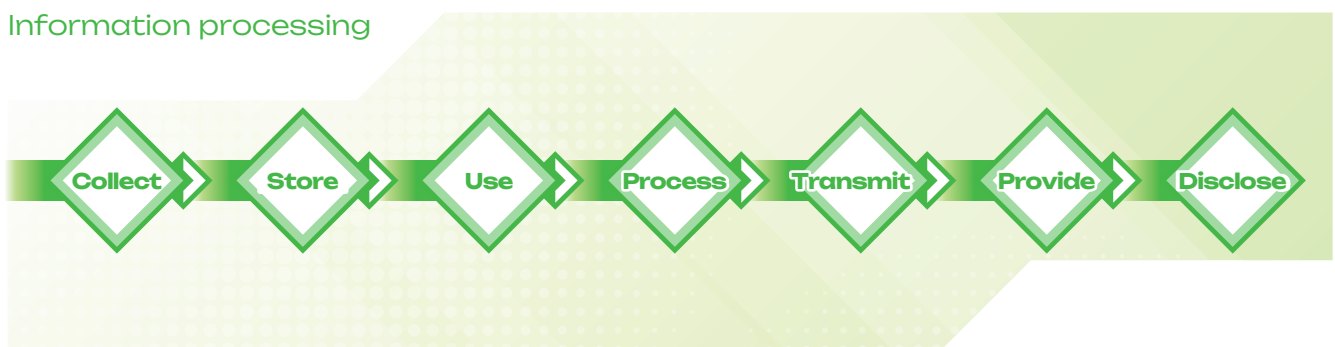 Information processing
Collect
Store
Use
Process
Transmit
Provide
Disclose